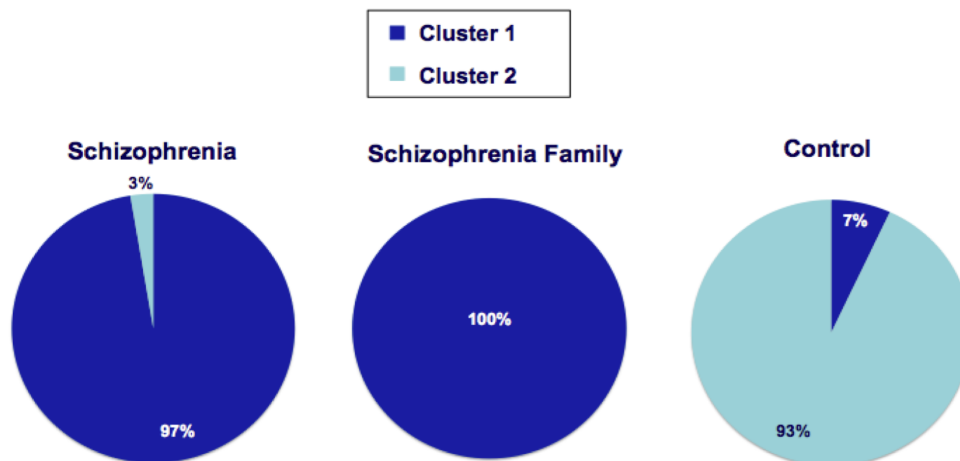 Cluster 1
Cluster 2
Schizophrenia
Schizophrenia Family
Control
3%
97%
100%
7%
93%